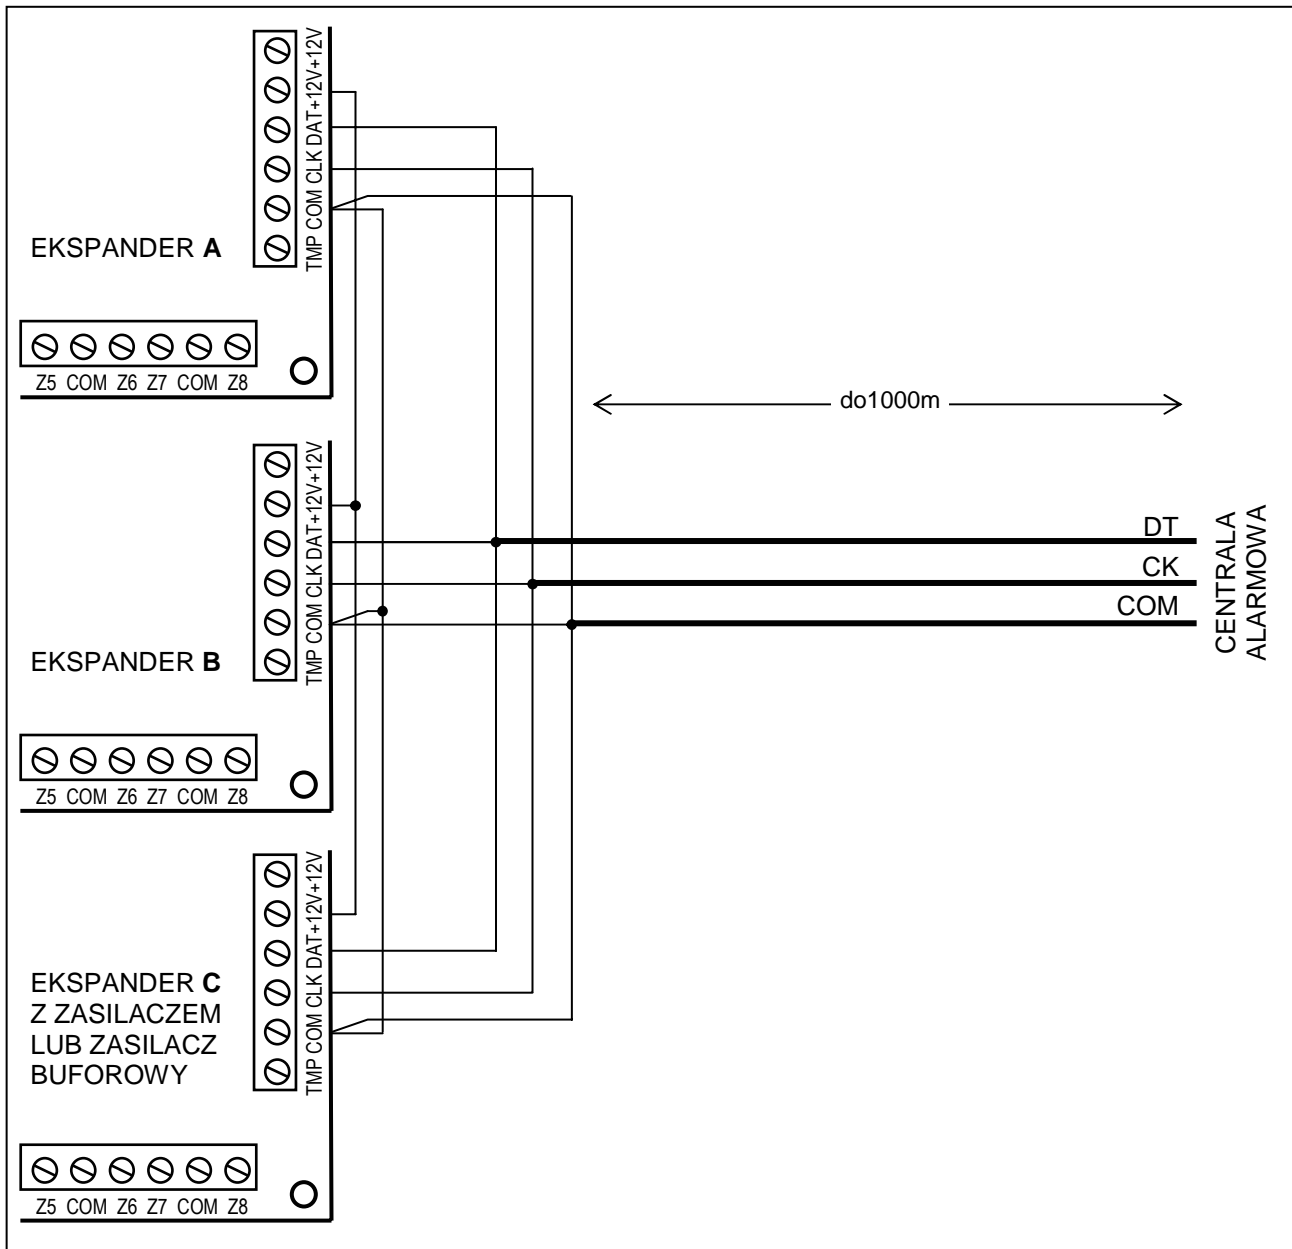 TMP COM CLK DAT+12V+12V
EKSPANDER A
Z5 COM Z6 Z7 COM Z8
do1000m
TMP COM CLK DAT+12V+12V
DT
CK
COM
CENTRALA
ALARMOWA
EKSPANDER B
Z5 COM Z6 Z7 COM Z8
TMP COM CLK DAT+12V+12V
EKSPANDER C
Z ZASILACZEM
LUB ZASILACZ
BUFOROWY
Z5 COM Z6 Z7 COM Z8